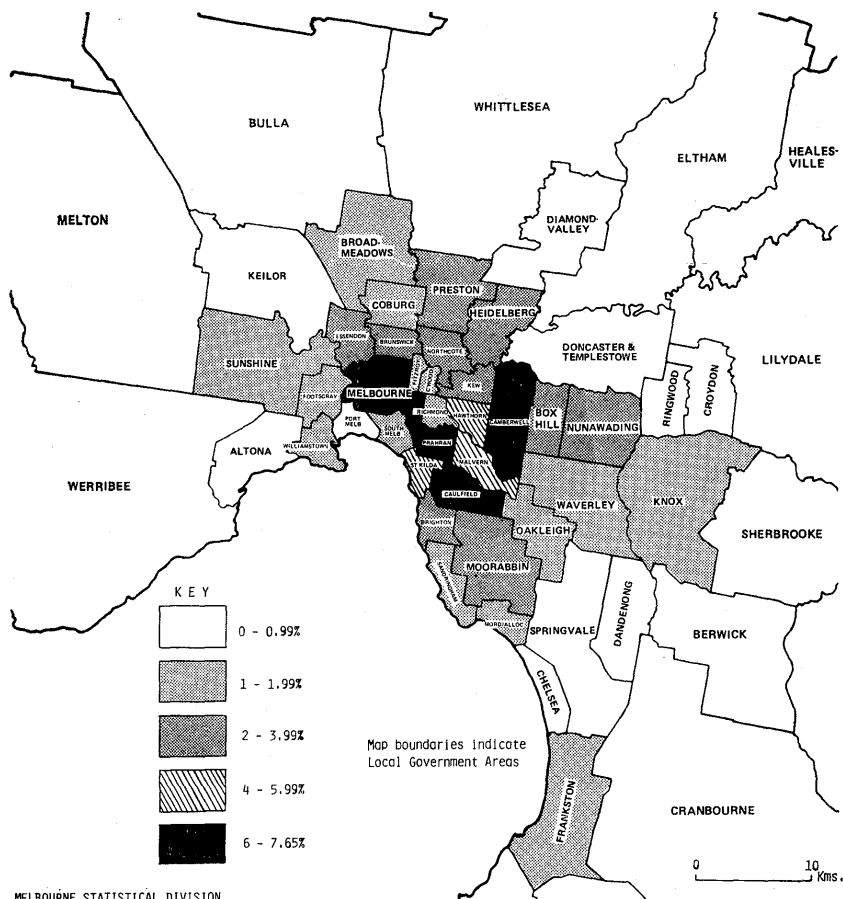 BULLA
WHITTLESEA
ELTHAM
HEALES-
VILLE
MELTON
DIAMOND-
VALLEY
BROAD-
MEADOWS
KEILOR
PRESTON
COBURG
HEIDELBERG
ESSENDON
BRUNSWICK
NORTHCOTE
DONCASTER &
TEMPLESTOWE
LILYDALE
SUNSHINE
FITZROY
KEW
RINGWOOD
CROYDON
FOOTSCRAY
MELBOURNE
RICHMOND
HAWTHORN
CAMBERWELL
BOX
HILL
NUNAWADING
PORT
MELB
SOUTH
MELB
PRAHRAN
WILLIAMSTOWN
ALTONA
ST KILDA
MALVERN
WERRIBEE
CAULFIELD
WAVERLEY
KNOX
BRIGHTON
OAKLEIGH
SHERBROOKE
MOORABBIN
SANDRINGHAM
MORDIALLOC
SPRINGVALE
DANDENONG
BERWICK
CHELSEA
FRANKSTON
CRANBOURNE
KEY
0 - 0.99%
1 - 1.99%
2 - 3.99%
4 - 5.99%
6 - 7.65%
Map boundaries indicate
Local Government Areas
0 10
Kms.
MELBOURNE STATISTICAL DIVISION